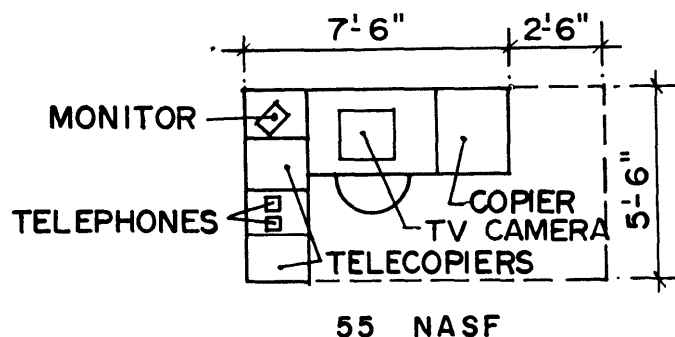 7'-6" 2'-6"
MONITOR
5'-6"
TELEPHONES
COPIER
TV CAMERA
TELECOPIERS
55 NASF